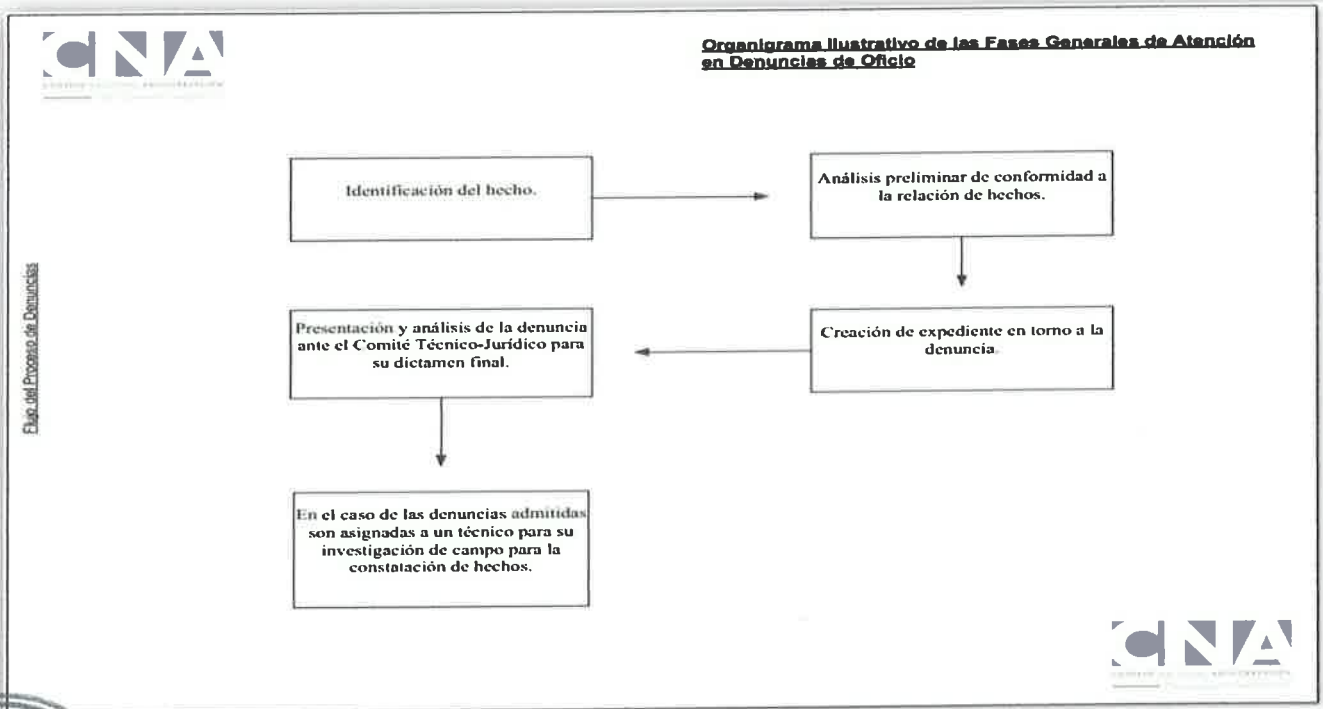 CNA
Organigrama Ilustrativo de las Fases Generales de Atención
en Denuncias de Oficio
Flujo del Proceso de Denuncias
Identificación del hecho.
Análisis preliminar de conformidad a
la relación de hechos.
Creación de expediente en torno a la
denuncia.
Presentación y análisis de la denuncia
ante el Comité Técnico-Jurídico para
su dictamen final.
En el caso de las denuncias admitidas
son asignadas a un técnico para su
investigación de campo para la
constatación de hechos.
CNA